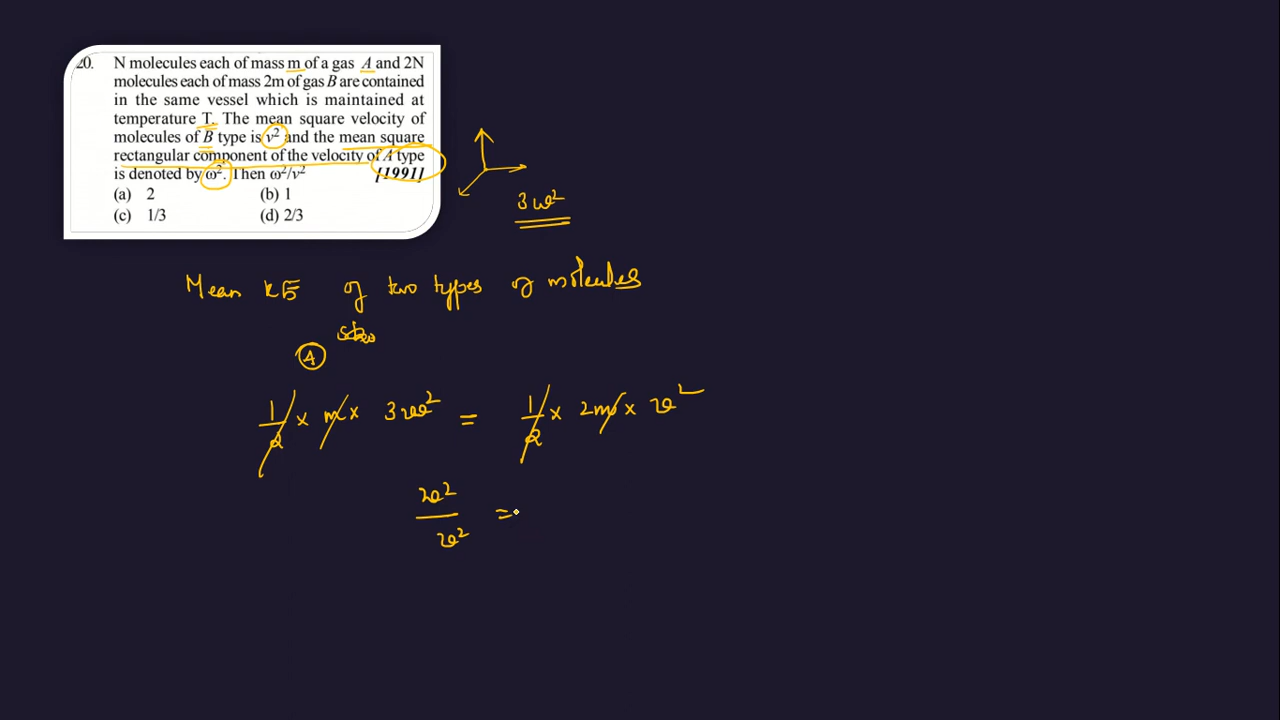 20. N molecules each of mass m of a gas A and 2N
molecules each of mass 2m of gas B are contained
in the same vessel which is maintained at
temperature T. The mean square velocity of
molecules of B type is v² and the mean square
rectangular component of the velocity of A type
is denoted by ω². Then ω²/v² [1991]
(a) 2 (b) 1
(c) 1/3 (d) 2/3
3ω²
Mean KE of two types of molecules
A
1/2 × m × 3ω² = 1/2 × 2m × v²
ω²/v² =